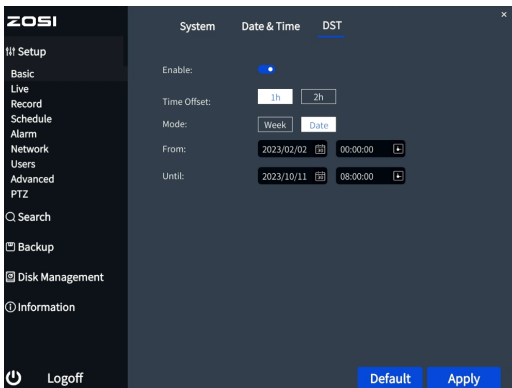 ZOSI
System Date & Time DST
×
Setup
Basic
Live
Record
Schedule
Alarm
Network
Users
Advanced
PTZ
Search
Backup
Disk Management
Information
Logoff
Enable:
Time Offset: 1h 2h
Mode: Week Date
From: 2023/02/02 00:00:00
Until: 2023/10/11 08:00:00
Default Apply